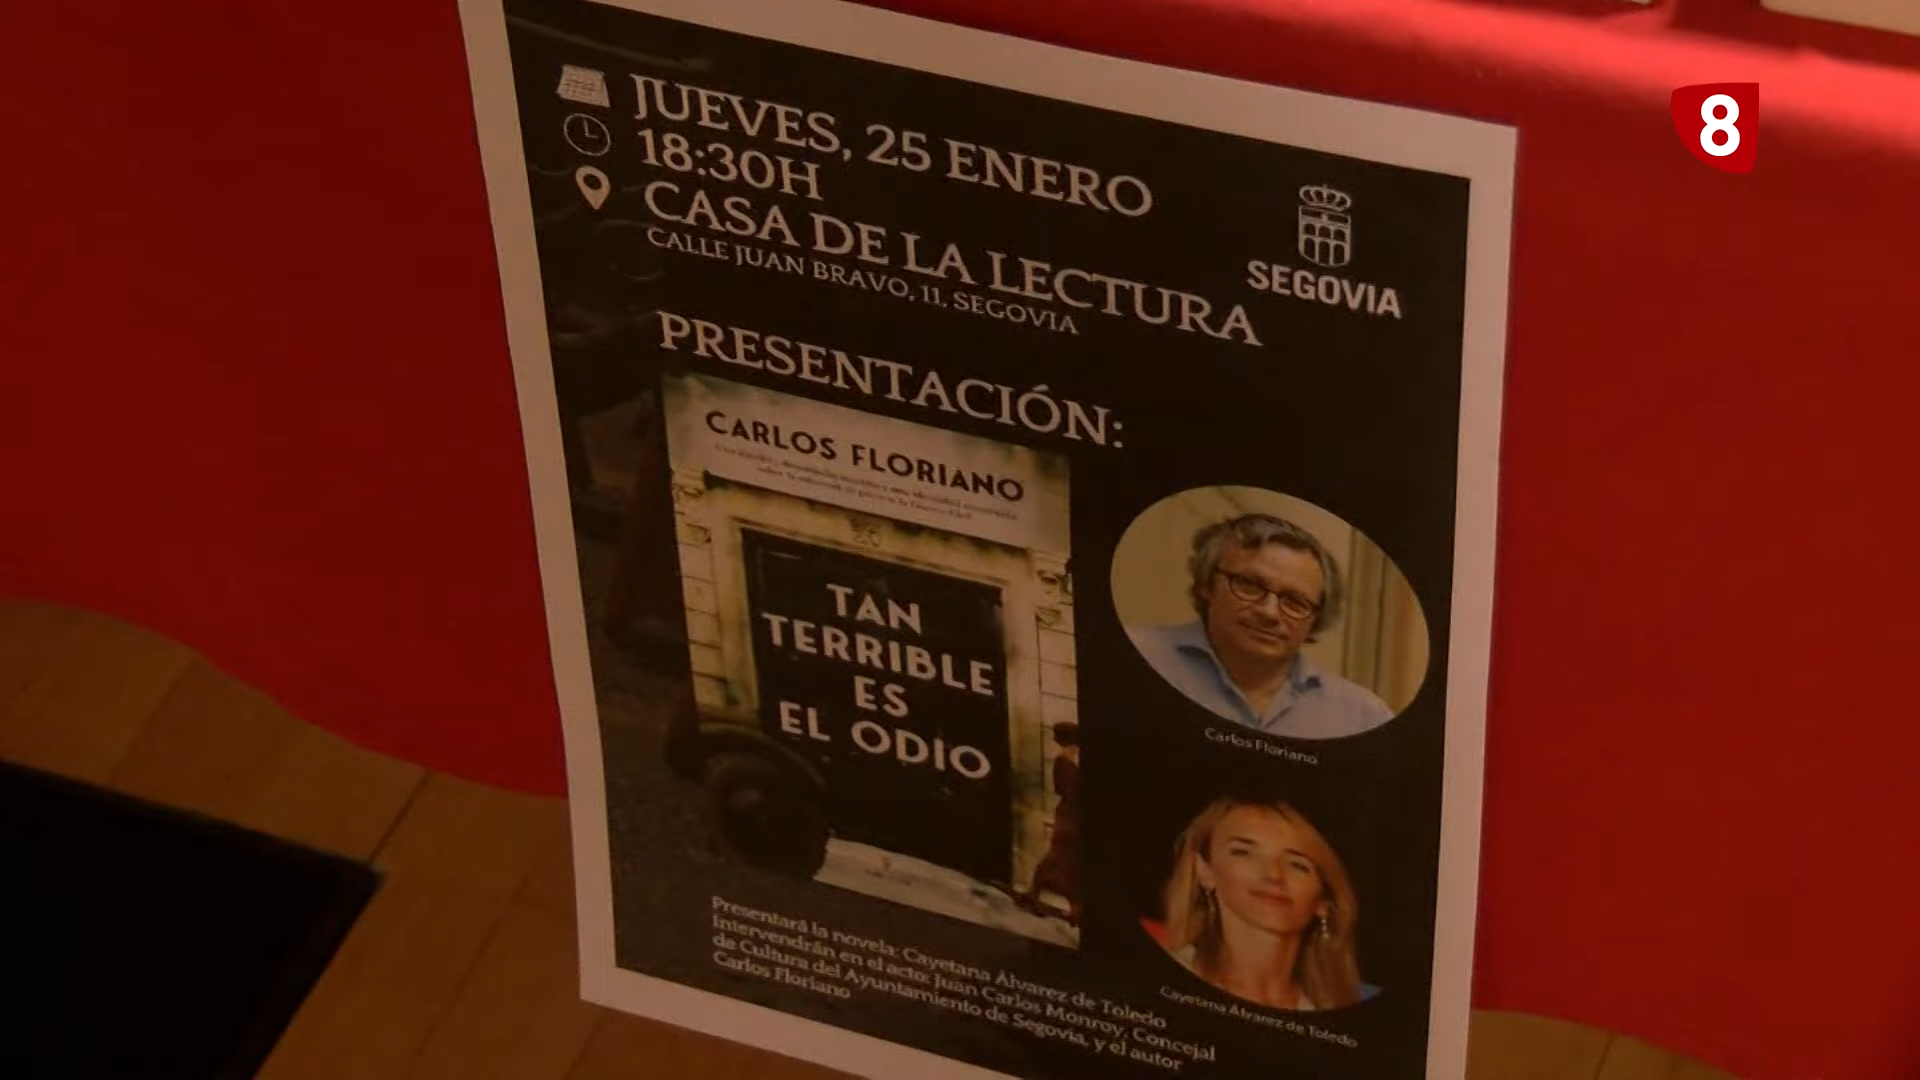 8
JUEVES, 25 ENERO
18:30H
CASA DE LA LECTURA
CALLE JUAN BRAVO, 11, SEGOVIA
SEGOVIA
PRESENTACIÓN:
CARLOS FLORIANO
TAN
TERRIBLE
ES
EL ODIO
Carlos Floriano
Cayetana Álvarez de Toledo
Presentará la novela: Cayetana Álvarez de Toledo
Intervendrán en el acto: Juan Carlos Monroy, Concejal
de Cultura del Ayuntamiento de Segovia, y el autor
Carlos Floriano